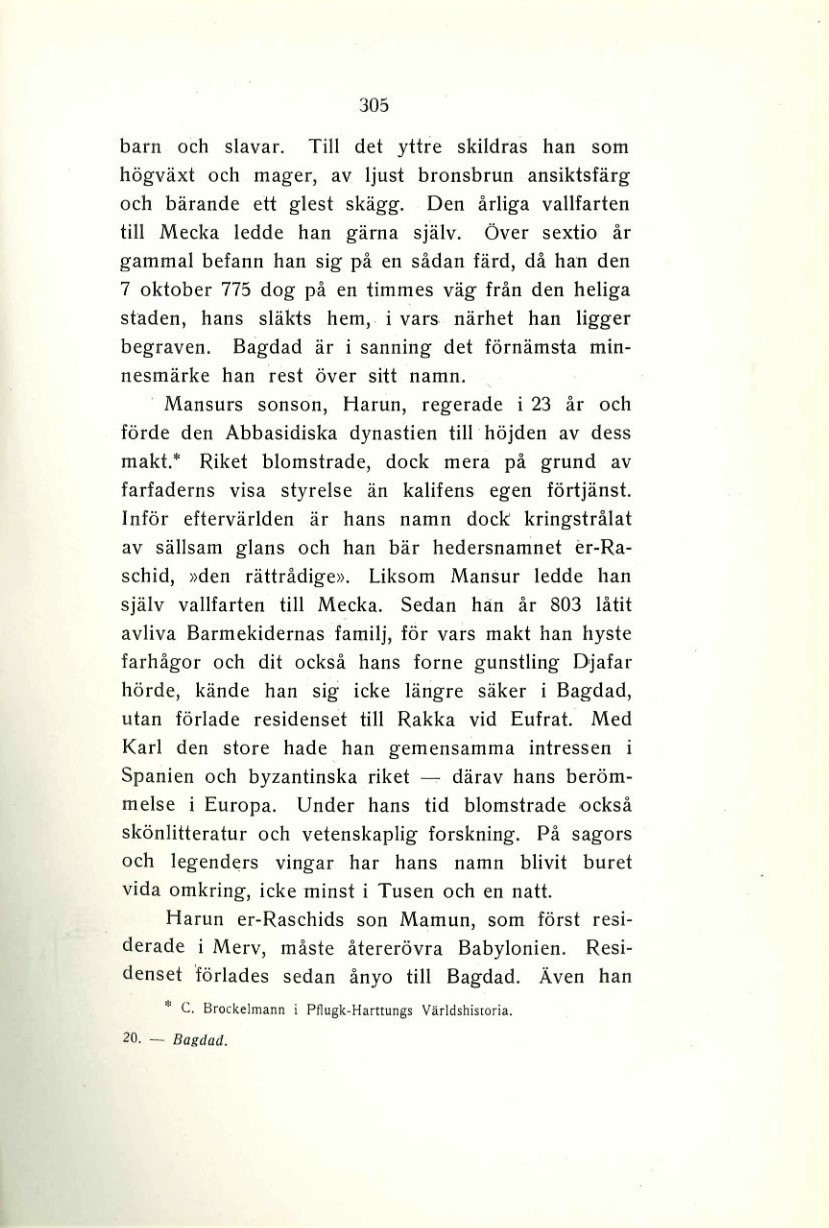 305
barn och slavar. Till det yttre skildras han som
högväxt och mager, av ljust bronsbrun ansiktsfärg
och bärande ett glest skägg. Den årliga vallfarten
till Mecka ledde han gärna själv. Över sextio år
gammal befann han sig på en sådan färd, då han den
7 oktober 775 dog på en timmes väg från den heliga
staden, hans släkts hem, i vars närhet han ligger
begraven. Bagdad är i sanning det förnämsta min-
nesmärke han rest över sitt namn.
Mansurs sonson, Harun, regerade i 23 år och
förde den Abbasidiska dynastien till höjden av dess
makt.* Riket blomstrade, dock mera på grund av
farfaderns visa styrelse än kalifens egen förtjänst.
Inför eftervärlden är hans namn dock kringstrålat
av sällsam glans och han bär hedersnamnet er-Ra-
schid, »den rättrådige». Liksom Mansur ledde han
själv vallfarten till Mecka. Sedan han år 803 låtit
avliva Barmekidernas familj, för vars makt han hyste
farhågor och dit också hans forne gunstling Djafar
hörde, kände han sig icke längre säker i Bagdad,
utan förlade residenset till Rakka vid Eufrat. Med
Karl den store hade han gemensamma intressen i
Spanien och byzantinska riket — därav hans beröm-
melse i Europa. Under hans tid blomstrade också
skönlitteratur och vetenskaplig forskning. På sagors
och legenders vingar har hans namn blivit buret
vida omkring, icke minst i Tusen och en natt.
Harun er-Raschids son Mamun, som först resi-
derade i Merv, måste återerövra Babylonien. Resi-
denset förlades sedan ånyo till Bagdad. Även han
* C. Brockelmann i Pflugk-Harttungs Världshistoria.
20. — Bagdad.